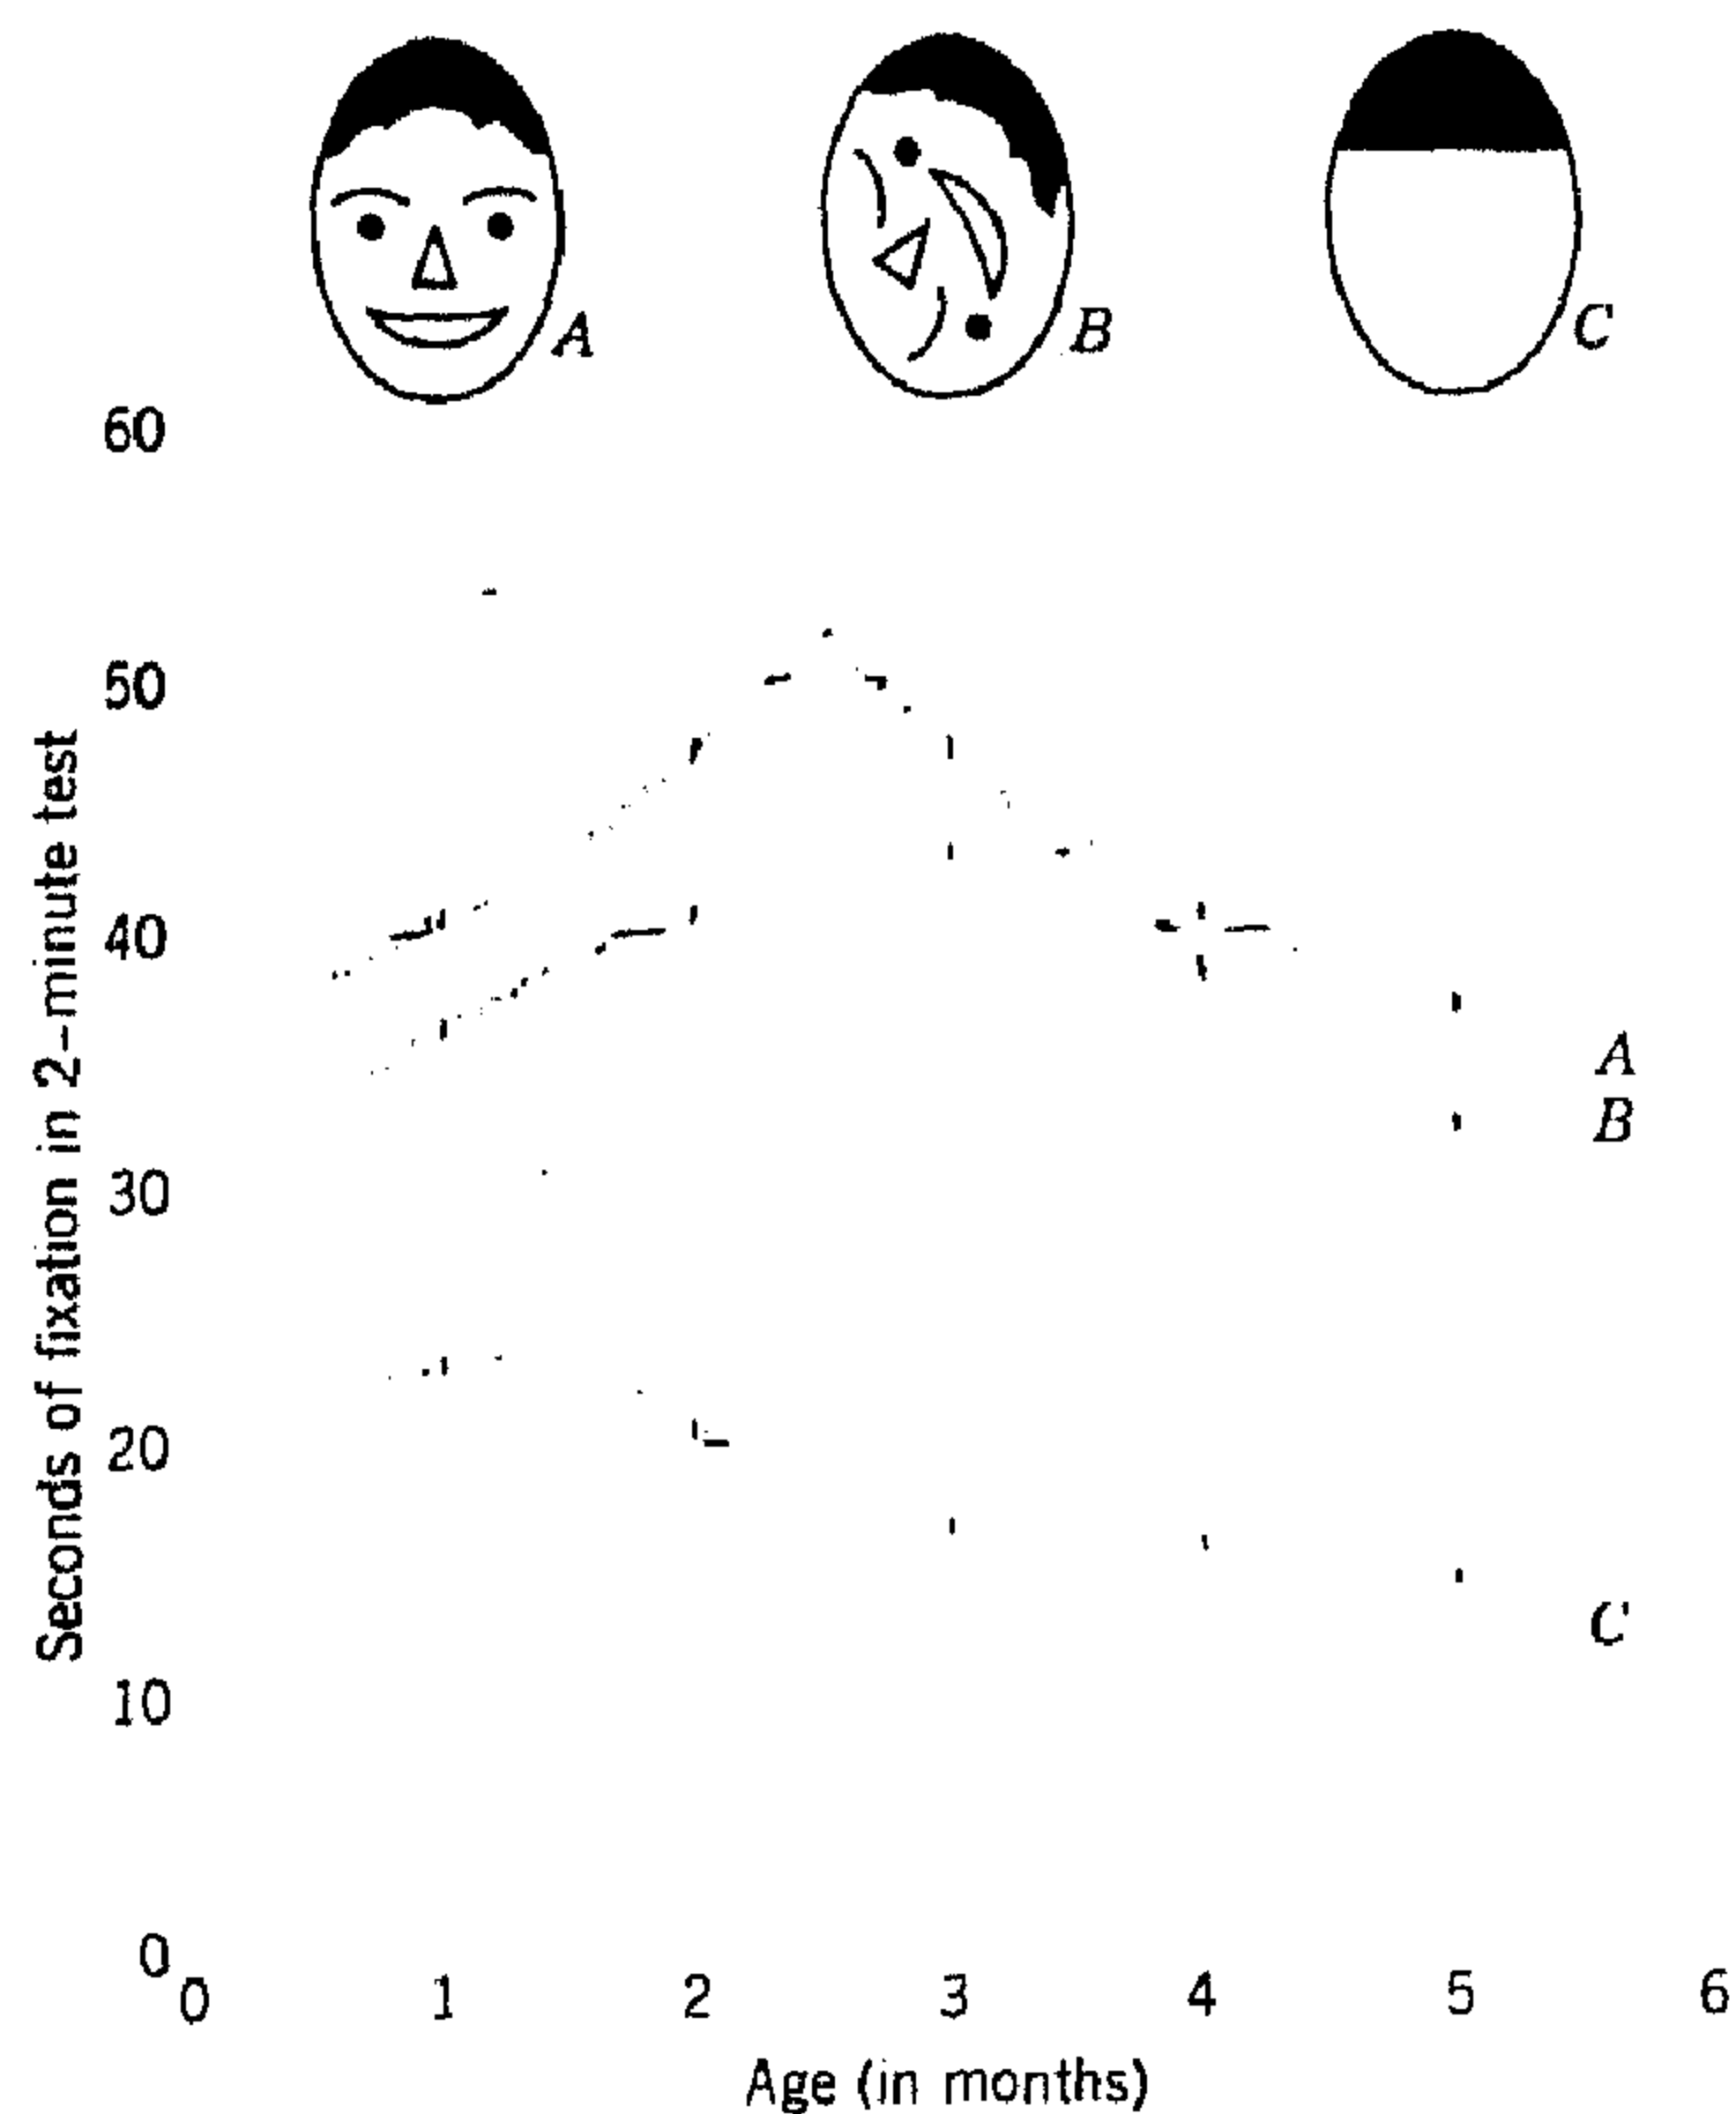 A
B
C
60
50
40
30
20
10
0
Seconds of fixation in 2-minute test
A
B
C
0 1 2 3 4 5 6
Age (in months)